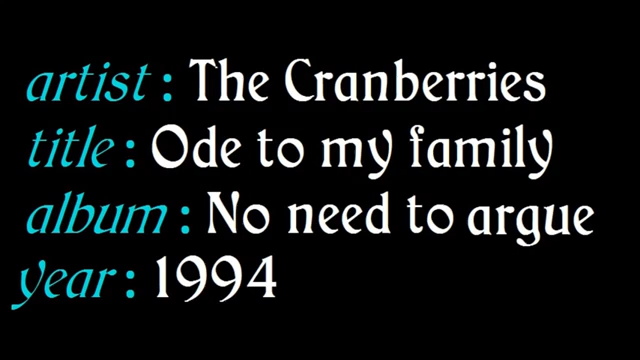 artist : The Cranberries
title : Ode to my family
album : No need to argue
year : 1994